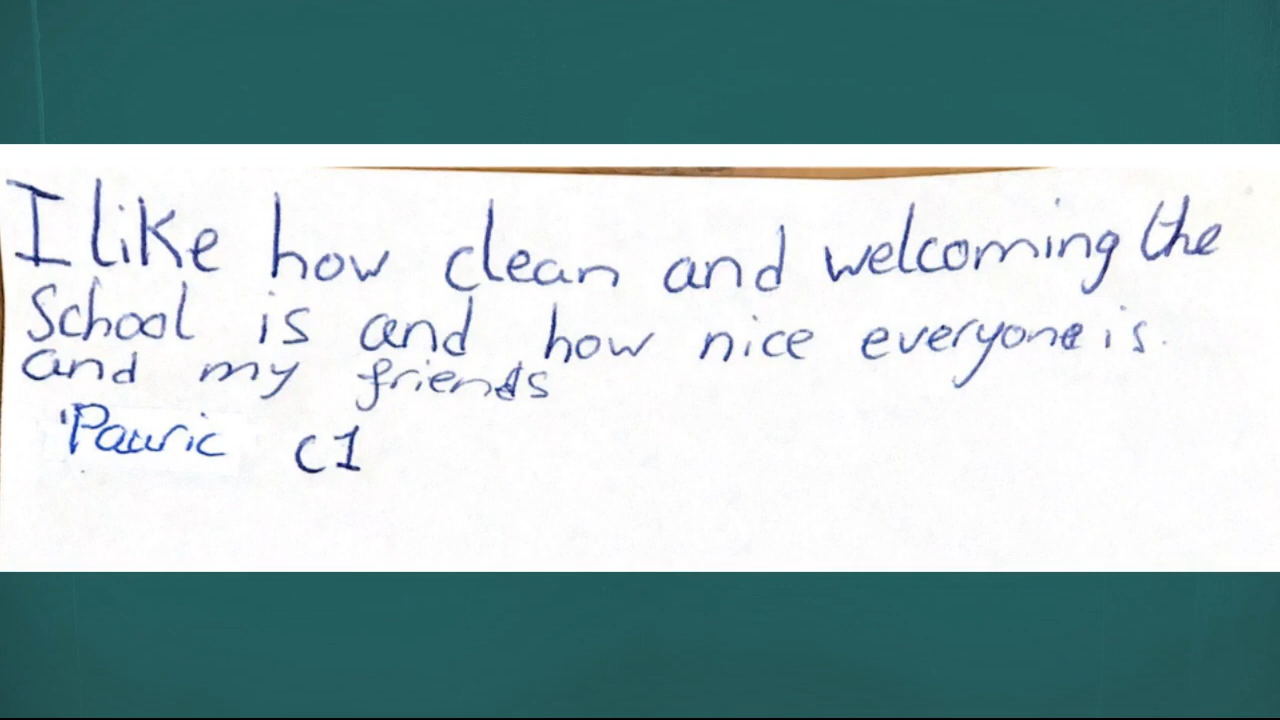 I like how clean and welcoming the
School is and how nice everyone is.
and my friends
'Pauric C1